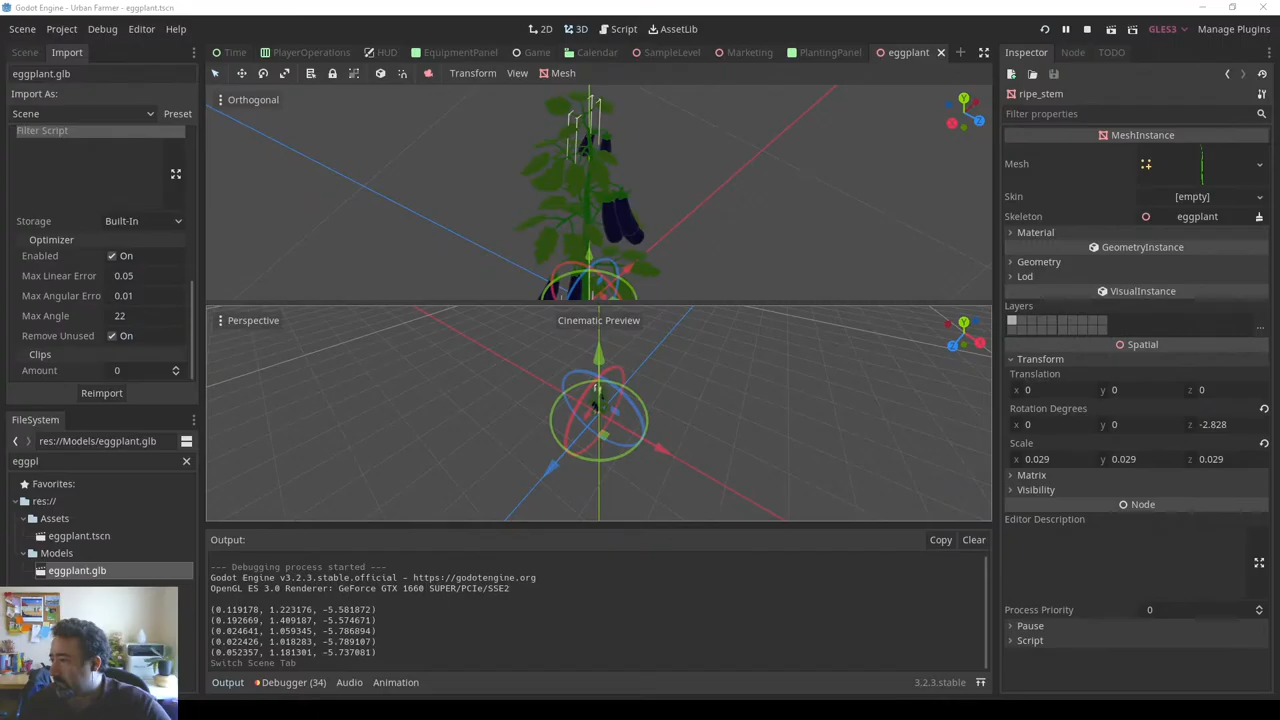 Godot Engine - Urban Farmer - eggplant.tscn
Scene Project Debug Editor Help
2D 3D Script AssetLib
GLES3 Manage Plugins
Scene Import
Time PlayerOperations HUD EquipmentPanel Game Calendar SampleLevel Marketing PlantingPanel eggplant
Inspector Node TODO
eggplant.glb
Import As:
Scene Preset
Filter Script
Storage Built-In
Optimizer
Enabled On
Max Linear Error 0.05
Max Angular Erro 0.01
Max Angle 22
Remove Unused On
Clips
Amount 0
Reimport
FileSystem
res://Models/eggplant.glb
eggpl
Favorites:
res://
Assets
eggplant.tscn
Models
eggplant.glb
Transform View Mesh
Orthogonal
Y
X
Z
Perspective
Cinematic Preview
Y
X
Z
Output:
Copy Clear
--- Debugging process started ---
Godot Engine v3.2.3.stable.official - https://godotengine.org
OpenGL ES 3.0 Renderer: GeForce GTX 1660 SUPER/PCIe/SSE2
(0.119178, 1.223176, -5.581872)
(0.192669, 1.409187, -5.574671)
(0.024641, 1.059345, -5.786894)
(0.022426, 1.018283, -5.789107)
(0.052357, 1.181301, -5.737081)
Switch Scene Tab
Output Debugger (34) Audio Animation
3.2.3.stable
ripe_stem
Filter properties
MeshInstance
Mesh
Skin [empty]
Skeleton eggplant
Material
GeometryInstance
Geometry
Lod
VisualInstance
Layers
...
Spatial
Transform
Translation
x 0 y 0 z 0
Rotation Degrees
x 0 y 0 z -2.828
Scale
x 0.029 y 0.029 z 0.029
Matrix
Visibility
Node
Editor Description
Process Priority 0
Pause
Script